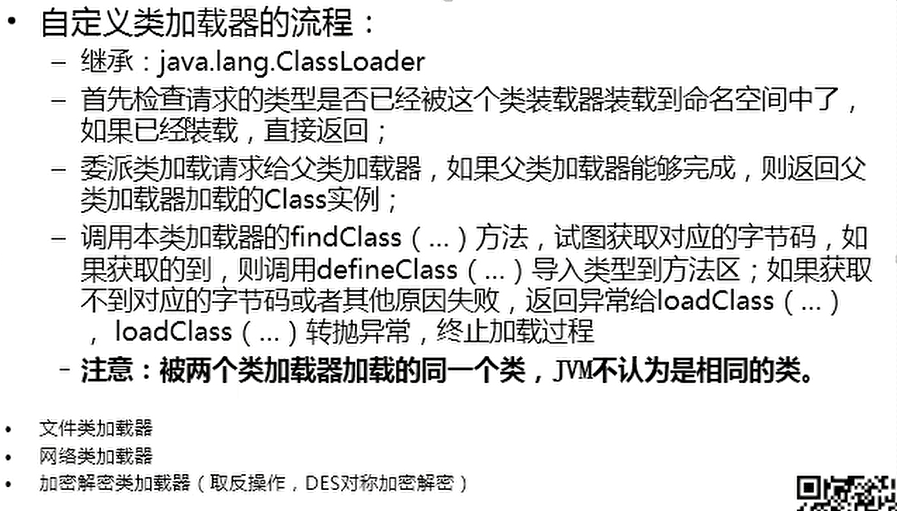 • 自定义类加载器的流程：
– 继承：java.lang.ClassLoader
– 首先检查请求的类型是否已经被这个类装载器装载到命名空间中了，
如果已经装载，直接返回；
– 委派类加载请求给父类加载器，如果父类加载器能够完成，则返回父
类加载器加载的Class实例；
– 调用本类加载器的findClass（…）方法，试图获取对应的字节码，如
果获取的到，则调用defineClass（…）导入类型到方法区；如果获取
不到对应的字节码或者其他原因失败，返回异常给loadClass（…）
，loadClass（…）转抛异常，终止加载过程
– 注意：被两个类加载器加载的同一个类，JVM不认为是相同的类。
• 文件类加载器
• 网络类加载器
• 加密解密类加载器（取反操作，DES对称加密解密）